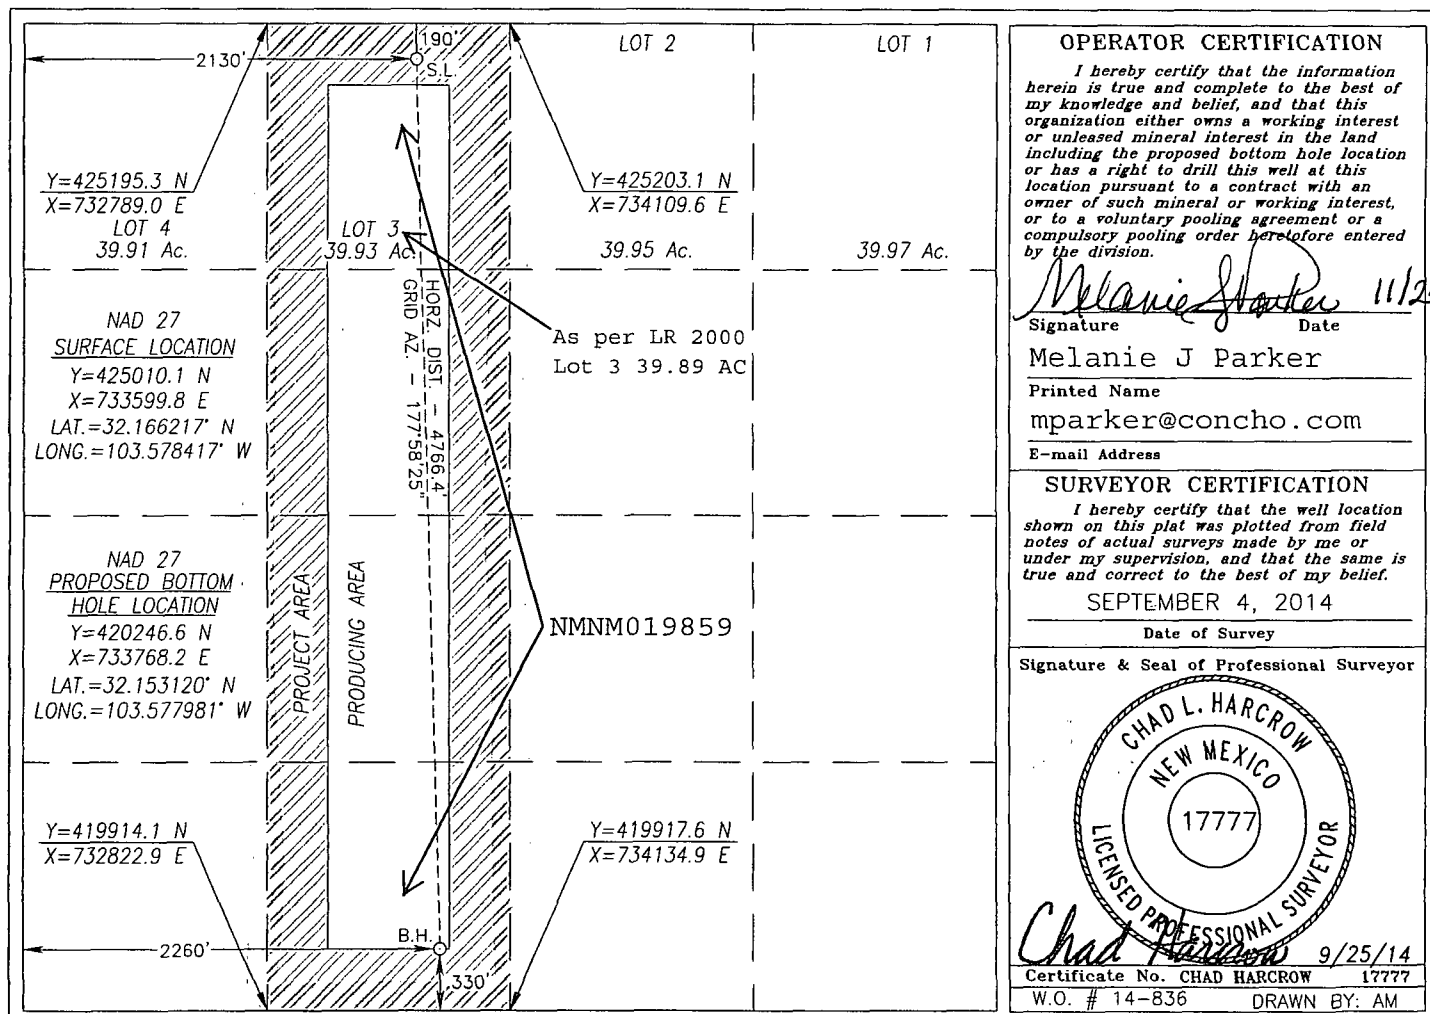 190'
2130'
S.L.
LOT 2
LOT 1
Y=425195.3 N
X=732789.0 E
LOT 4
39.91 Ac.
LOT 3
39.93 Ac.
Y=425203.1 N
X=734109.6 E
39.95 Ac.
39.97 Ac.
HORZ. DIST. - 4766.4'
GRID AZ. - 177°58'25"
As per LR 2000
Lot 3 39.89 AC
NAD 27
SURFACE LOCATION
Y=425010.1 N
X=733599.8 E
LAT.=32.166217° N
LONG.=103.578417° W
NAD 27
PROPOSED BOTTOM
HOLE LOCATION
Y=420246.6 N
X=733768.2 E
LAT.=32.153120° N
LONG.=103.577981° W
PROJECT AREA
PRODUCING AREA
NMNM019859
Y=419914.1 N
X=732822.9 E
Y=419917.6 N
X=734134.9 E
B.H.
2260'
330'
OPERATOR CERTIFICATION
I hereby certify that the information
herein is true and complete to the best of
my knowledge and belief, and that this
organization either owns a working interest
or unleased mineral interest in the land
including the proposed bottom hole location
or has a right to drill this well at this
location pursuant to a contract with an
owner of such mineral or working interest,
or to a voluntary pooling agreement or a
compulsory pooling order heretofore entered
by the division.
Melanie J Parker 11/2
Signature Date
Melanie J Parker
Printed Name
mparker@concho.com
E-mail Address
SURVEYOR CERTIFICATION
I hereby certify that the well location
shown on this plat was plotted from field
notes of actual surveys made by me or
under my supervision, and that the same is
true and correct to the best of my belief.
SEPTEMBER 4, 2014
Date of Survey
Signature & Seal of Professional Surveyor
CHAD L. HARCROW
NEW MEXICO
17777
LICENSED PROFESSIONAL SURVEYOR
Chad Harcrow 9/25/14
Certificate No. CHAD HARCROW 17777
W.O. # 14-836 DRAWN BY: AM